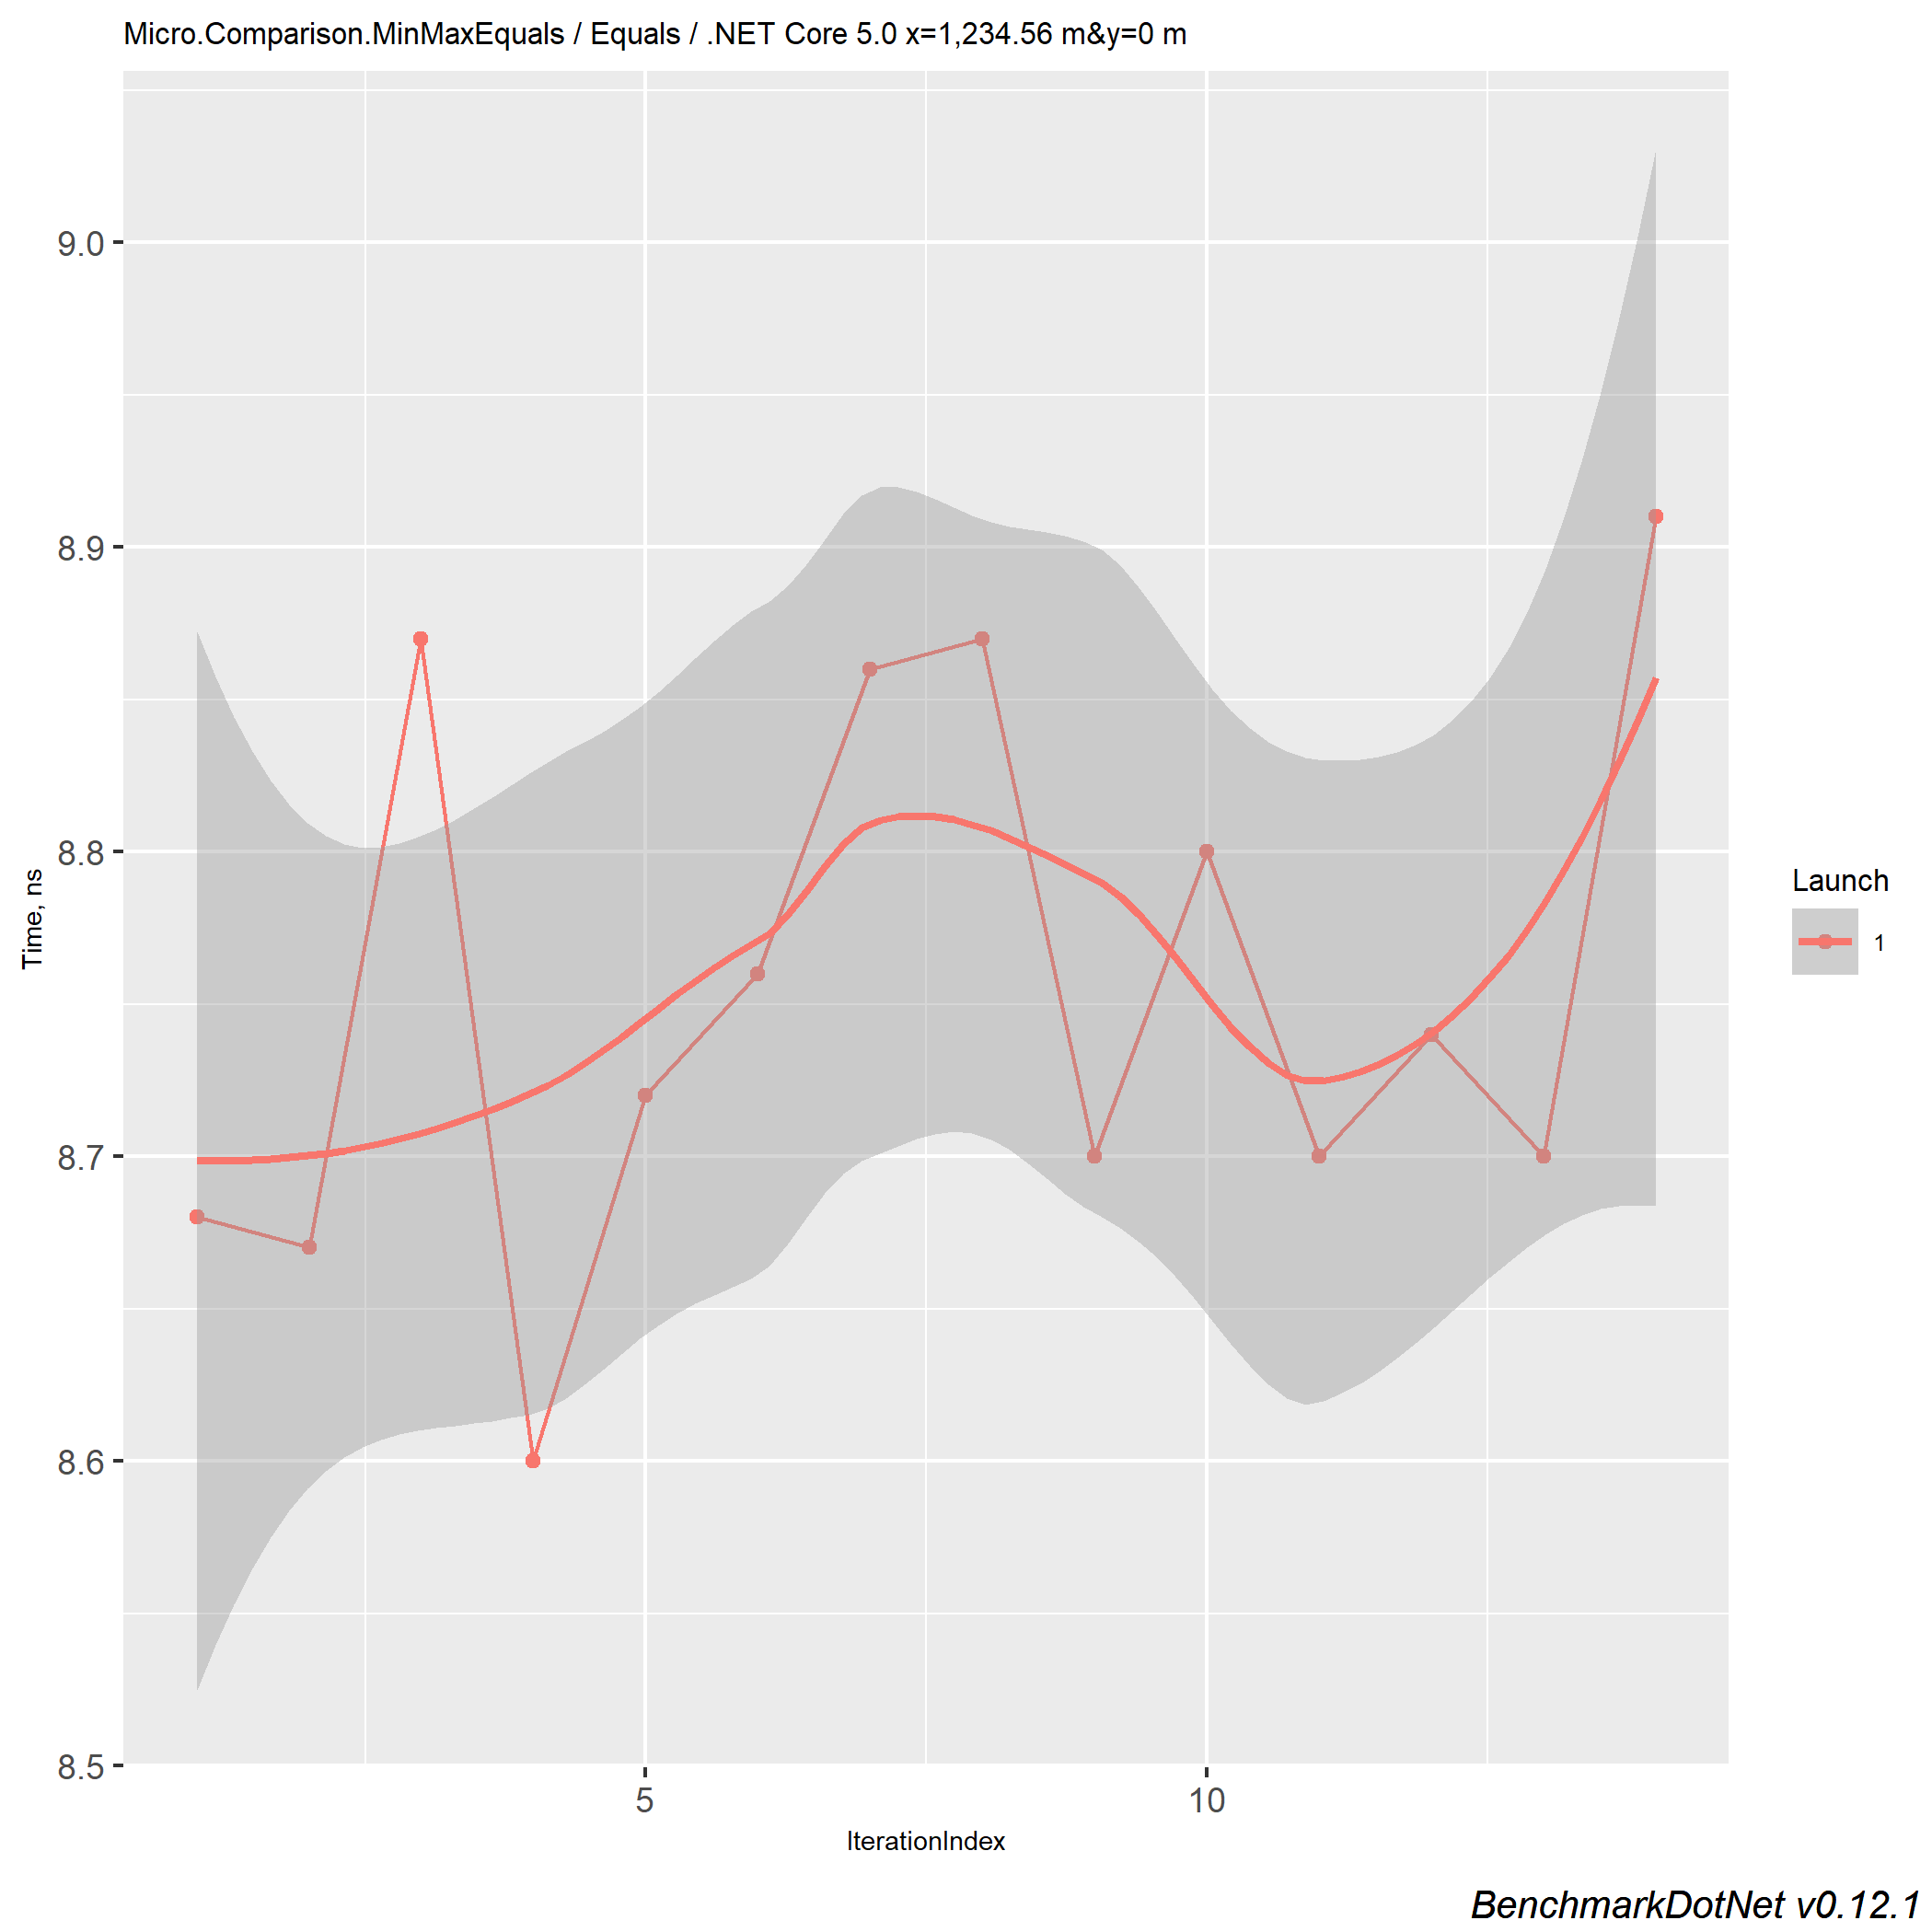 Micro.Comparison.MinMaxEquals / Equals / .NET Core 5.0 x=1,234.56 m&y=0 m
Time, ns
9.0
8.9
8.8
8.7
8.6
8.5
5
10
IterationIndex
Launch
1
BenchmarkDotNet v0.12.1